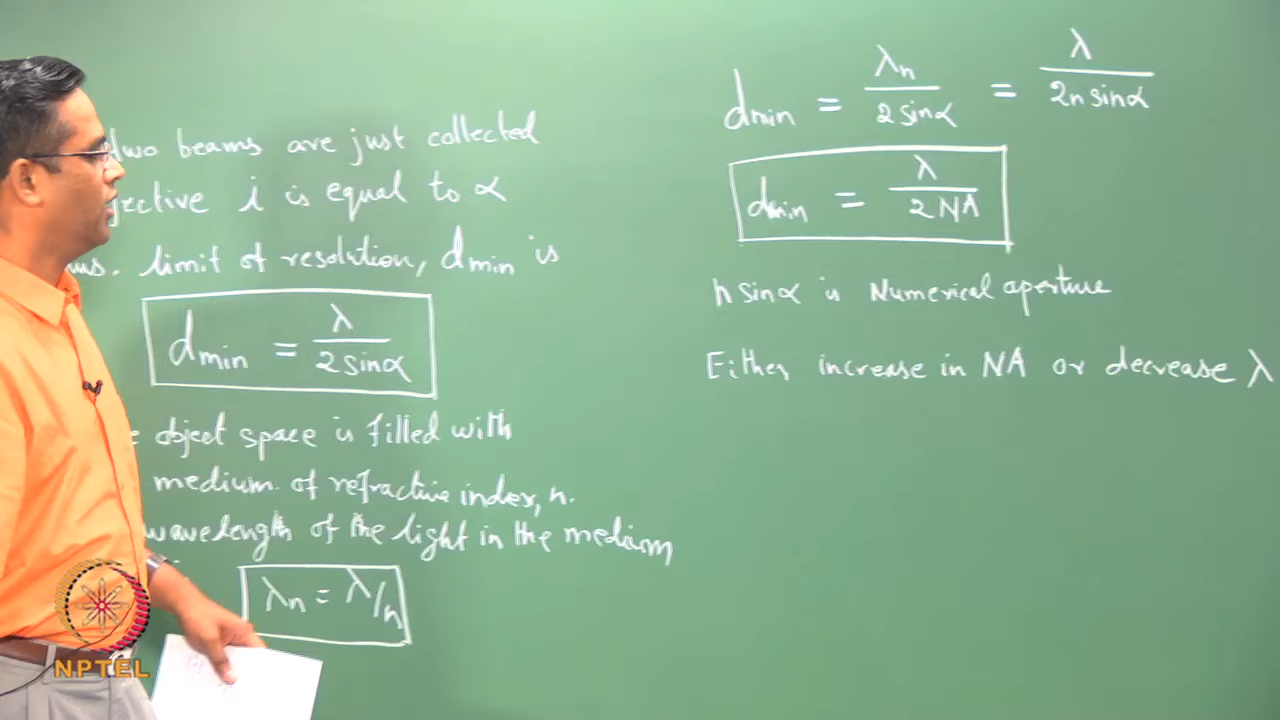 two beams are just collected
jective i is equal to α
limit of resolution, dmin is
dmin = λ / 2 sinα
object space is filled with
medium of refractive index, n.
wavelength of the light in the medium
λn = λ/n
dmin = λn / 2 sinα = λ / 2n sinα
dmin = λ / 2 NA
n sinα is Numerical aperture
Either increase in NA or decrease λ
NPTEL